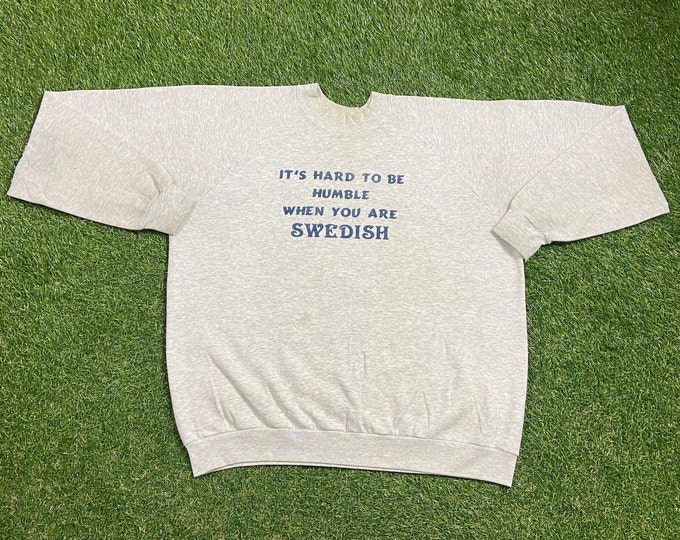 IT'S HARD TO BE
HUMBLE
WHEN YOU ARE
SWEDISH